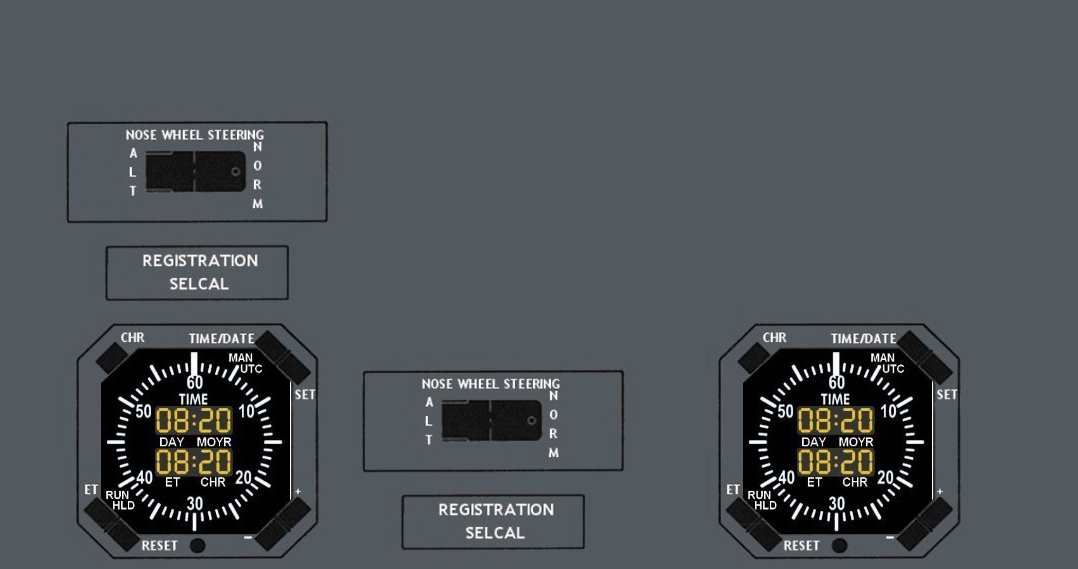 NOSE WHEEL STEERING
ALT
NORM
REGISTRATION
SELCAL
CHR TIME/DATE
MAN
UTC
SET
60
TIME
50 10
08:20
DAY MOYR
08:20
ET CHR
40 20
30
ET
RUN
HLD
+
-
RESET
NOSE WHEEL STEERING
ALT
NORM
REGISTRATION
SELCAL
CHR TIME/DATE
MAN
UTC
SET
60
TIME
50 10
08:20
DAY MOYR
08:20
ET CHR
40 20
30
ET
RUN
HLD
+
-
RESET